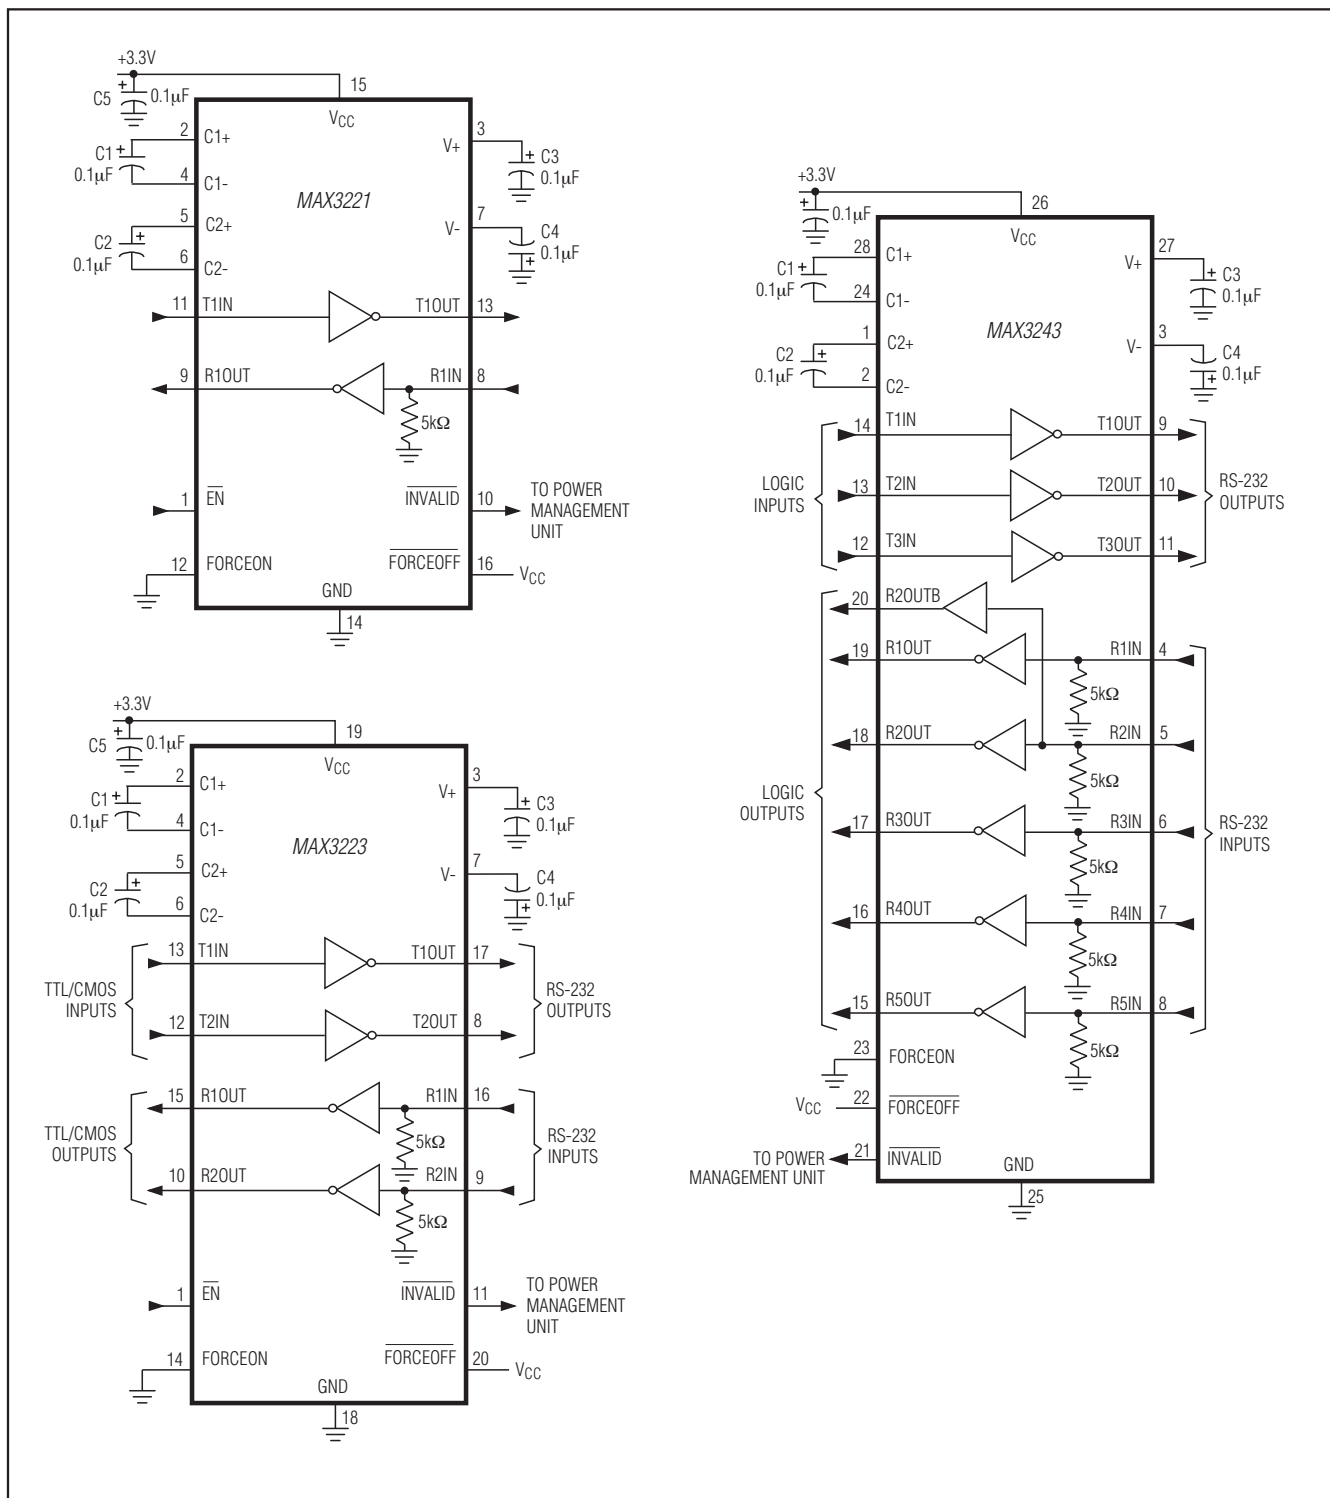 +3.3V
C5
0.1μF
15
VCC
2
C1+
C1
0.1μF
4
C1-
5
C2+
C2
0.1μF
6
C2-
MAX3221
3
V+
C3
0.1μF
7
V-
C4
0.1μF
11
T1IN
T1OUT
13
9
R1OUT
R1IN
8
5kΩ
1
EN
INVALID
10
TO POWER
MANAGEMENT
UNIT
12
FORCEON
FORCEOFF
16
VCC
GND
14
+3.3V
C5
0.1μF
19
VCC
2
C1+
C1
0.1μF
4
C1-
5
C2+
C2
0.1μF
6
C2-
MAX3223
3
V+
C3
0.1μF
7
V-
C4
0.1μF
TTL/CMOS
INPUTS
13
T1IN
T1OUT
17
12
T2IN
T2OUT
8
RS-232
OUTPUTS
TTL/CMOS
OUTPUTS
15
R1OUT
R1IN
16
5kΩ
10
R2OUT
R2IN
9
5kΩ
RS-232
INPUTS
1
EN
INVALID
11
TO POWER
MANAGEMENT
UNIT
14
FORCEON
FORCEOFF
20
VCC
GND
18
+3.3V
0.1μF
26
VCC
28
C1+
C1
0.1μF
24
C1-
1
C2+
C2
0.1μF
2
C2-
MAX3243
27
V+
C3
0.1μF
3
V-
C4
0.1μF
LOGIC
INPUTS
14
T1IN
T1OUT
9
13
T2IN
T2OUT
10
12
T3IN
T3OUT
11
RS-232
OUTPUTS
LOGIC
OUTPUTS
20
R2OUTB
19
R1OUT
R1IN
4
5kΩ
18
R2OUT
R2IN
5
5kΩ
17
R3OUT
R3IN
6
5kΩ
16
R4OUT
R4IN
7
5kΩ
15
R5OUT
R5IN
8
5kΩ
RS-232
INPUTS
23
FORCEON
VCC
22
FORCEOFF
TO POWER
MANAGEMENT UNIT
21
INVALID
GND
25